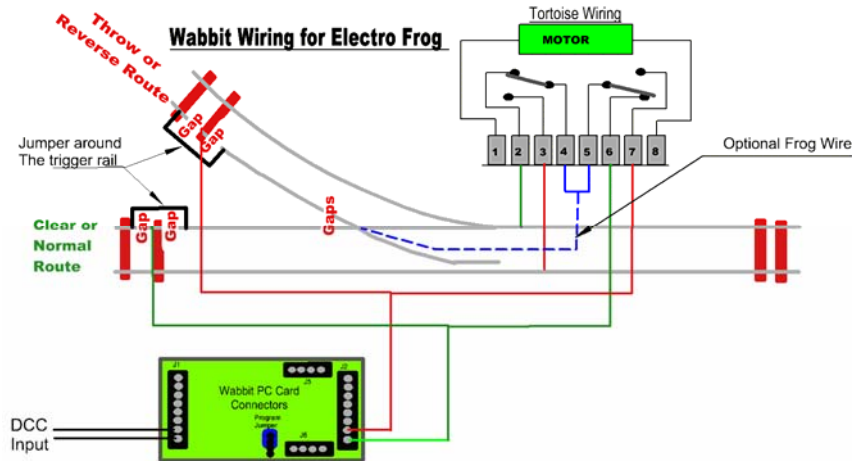 Wabbit Wiring for Electro Frog
Tortoise Wiring
MOTOR
Throw or
Reverse Route
Gap
Gap
Jumper around
The trigger rail
1 2 3 4 5 6 7 8
Optional Frog Wire
Gaps
Clear or
Normal
Route
Gap
Gap
J1
J5
J2
Wabbit PC Card
Connectors
Program
Jumper
J6
DCC
Input